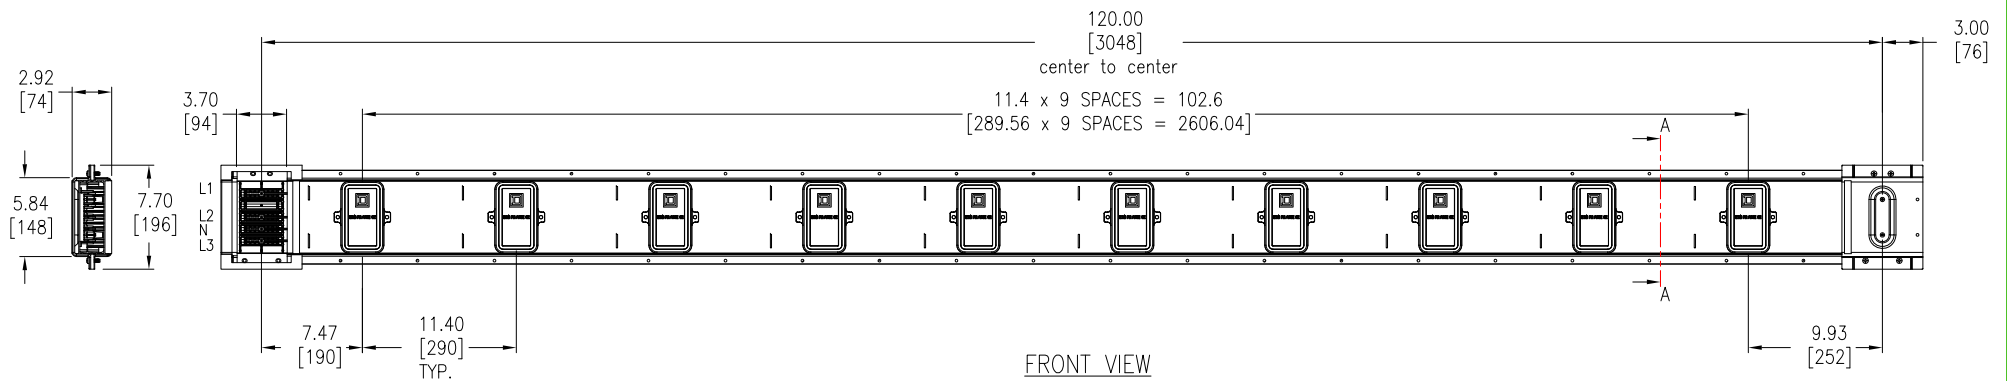 120.00
[3048]
center to center
3.00
[76]
2.92
[74]
3.70
[94]
11.4 x 9 SPACES = 102.6
[289.56 x 9 SPACES = 2606.04]
A
L1
L2
N
L3
5.84
[148]
7.70
[196]
A
7.47
[190]
11.40
[290]
TYP.
9.93
[252]
FRONT VIEW